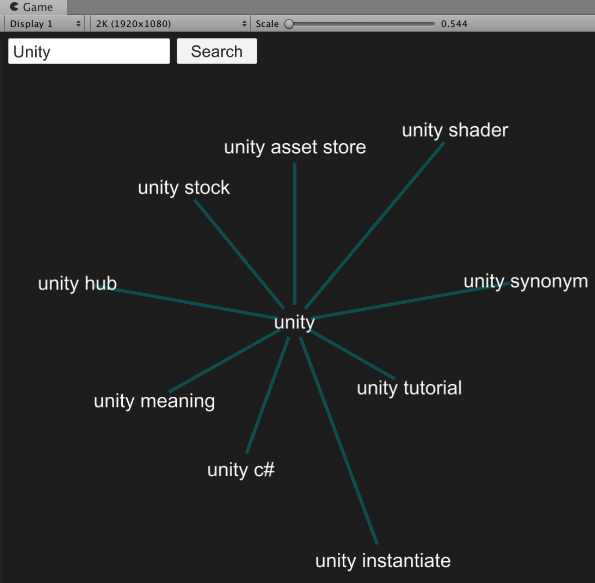 Game
Display 1
2K (1920x1080)
Scale
0.544
Unity
Search
unity shader
unity asset store
unity stock
unity hub
unity synonym
unity
unity tutorial
unity meaning
unity c#
unity instantiate